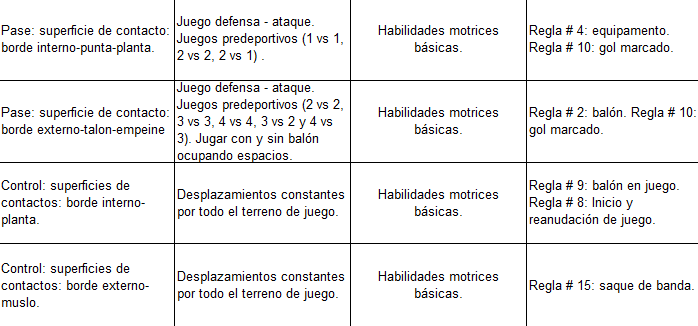 Pase: superficie de contacto:
borde interno-punta-planta.
Juego defensa - ataque.
Juegos predeportivos (1 vs 1,
2 vs 2, 2 vs 1) .
Habilidades motrices
básicas.
Regla # 4: equipamento.
Regla # 10: gol marcado.
Pase: superficie de contacto:
borde externo-talon-empeine
Juego defensa - ataque.
Juegos predeportivos (2 vs 2,
3 vs 3, 4 vs 4, 3 vs 2 y 4 vs
3). Jugar con y sin balón
ocupando espacios.
Habilidades motrices
básicas.
Regla # 2: balón. Regla # 10:
gol marcado.
Control: superficies de
contactos: borde interno-
planta.
Desplazamientos constantes
por todo el terreno de juego.
Habilidades motrices
básicas.
Regla # 9: balón en juego.
Regla # 8: Inicio y
reanudación de juego.
Control: superficies de
contactos: borde externo-
muslo.
Desplazamientos constantes
por todo el terreno de juego.
Habilidades motrices
básicas.
Regla # 15: saque de banda.